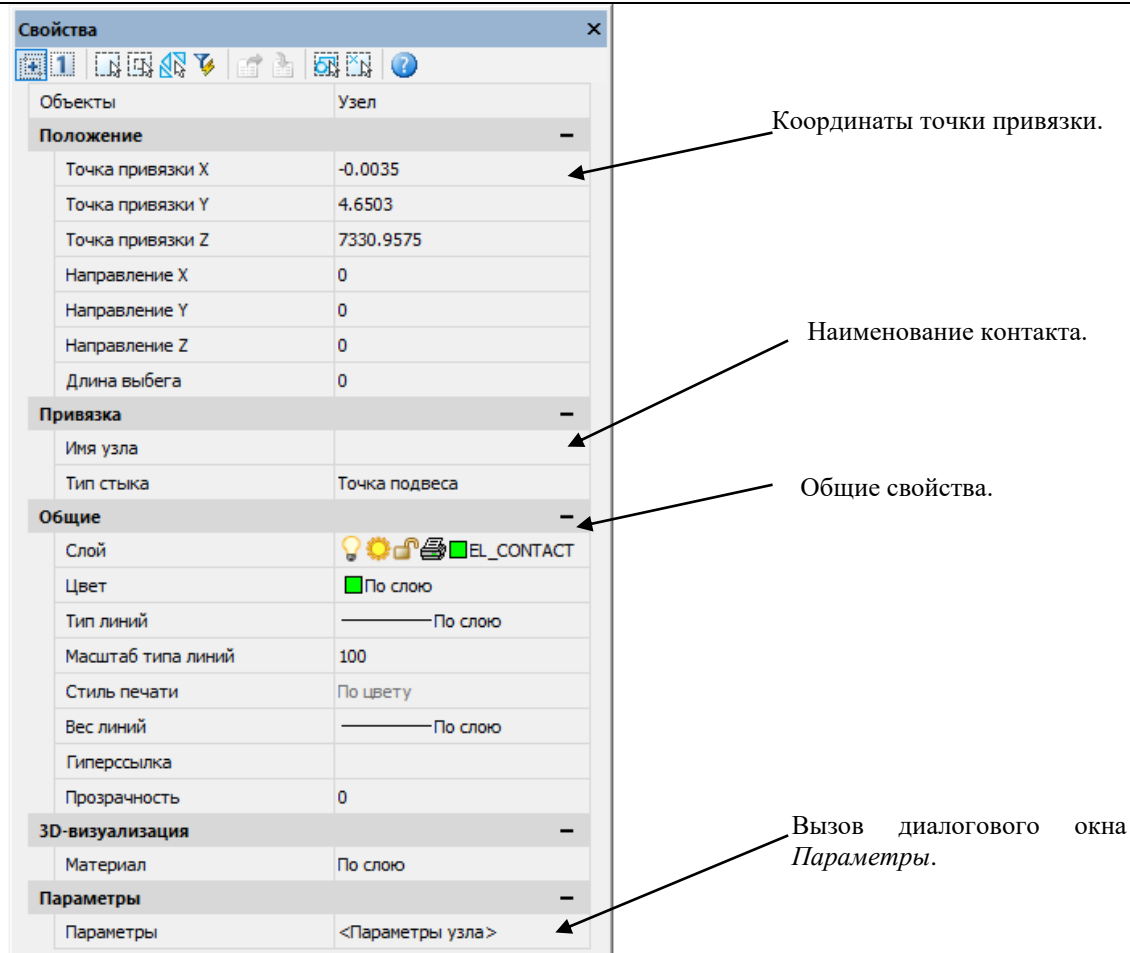 Свойства
1
?
Объекты Узел
Положение
Точка привязки X -0.0035
Точка привязки Y 4.6503
Точка привязки Z 7330.9575
Направление X 0
Направление Y 0
Направление Z 0
Длина выбега 0
Привязка
Имя узла
Тип стыка Точка подвеса
Общие
Слой EL_CONTACT
Цвет По слою
Тип линий По слою
Масштаб типа линий 100
Стиль печати По цвету
Вес линий По слою
Гиперссылка
Прозрачность 0
3D-визуализация
Материал По слою
Параметры
Параметры <Параметры узла>
Координаты точки привязки.
Наименование контакта.
Общие свойства.
Вызов диалогового окна
Параметры.